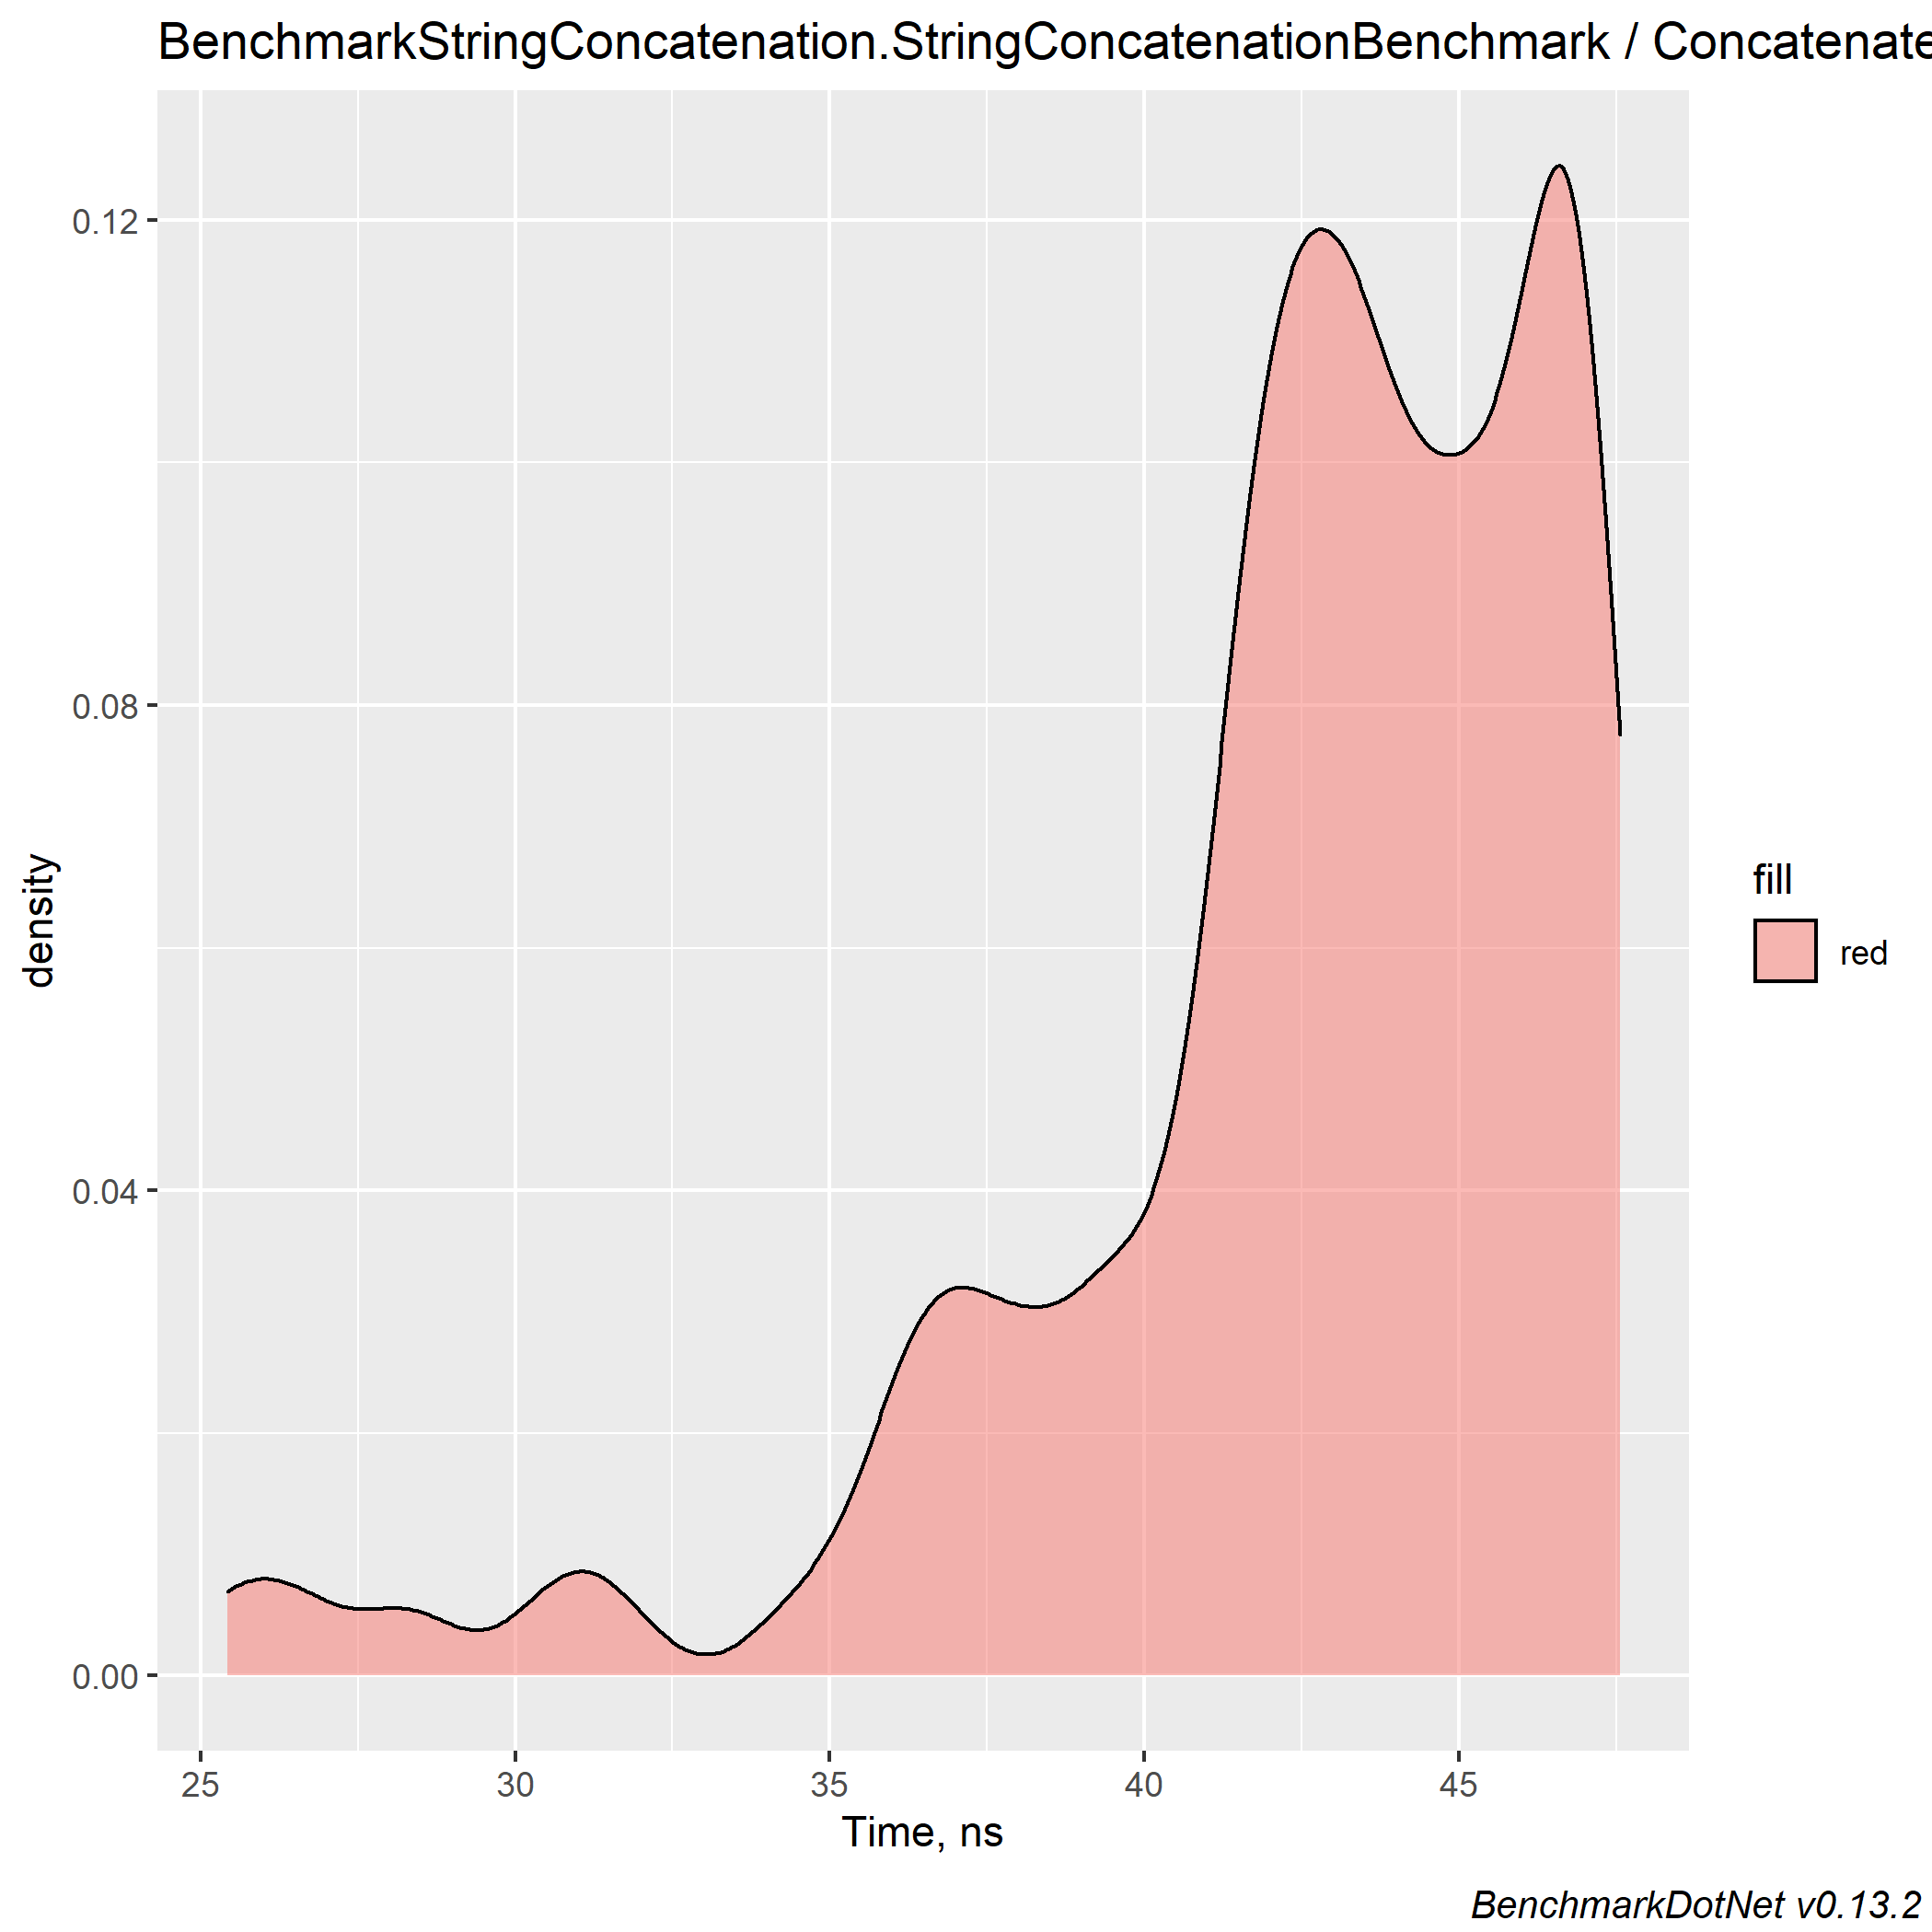 BenchmarkStringConcatenation.StringConcatenationBenchmark / Concatenate
0.12
0.08
0.04
0.00
density
25 30 35 40 45
Time, ns
fill
red
BenchmarkDotNet v0.13.2